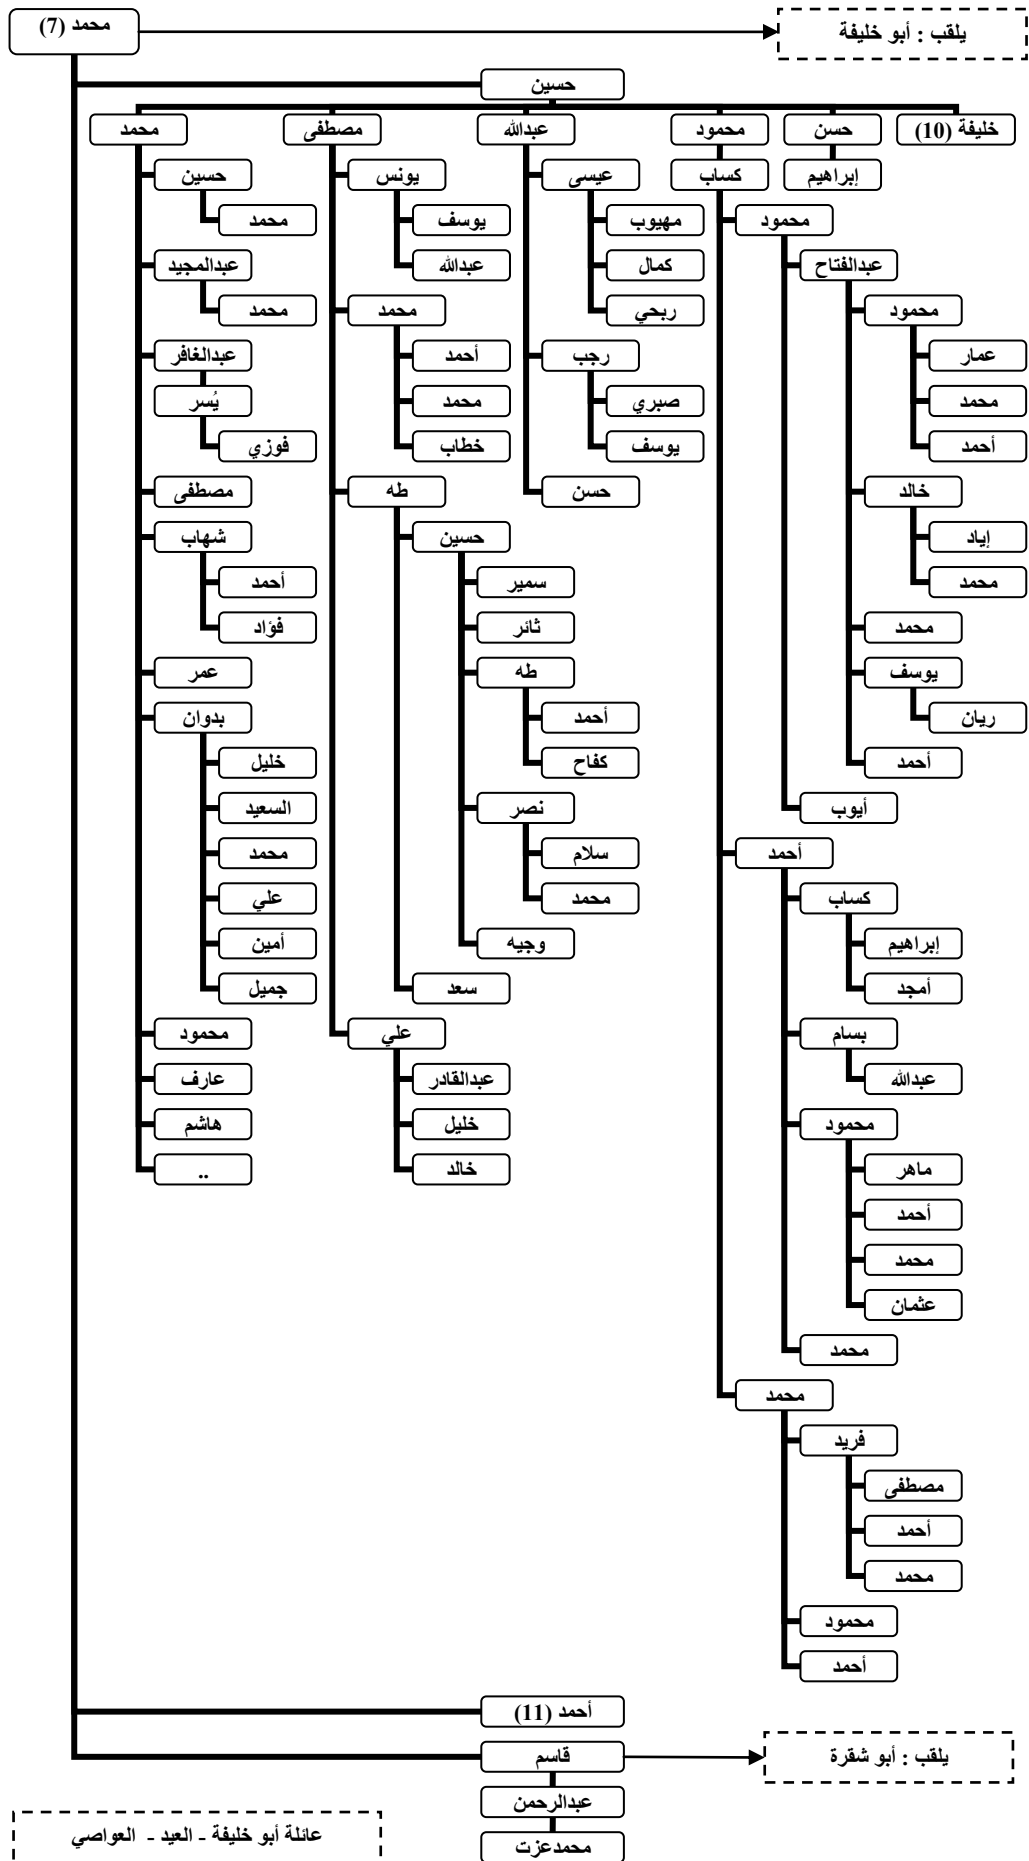 محمد (7)
يلقب : أبو خليفة
حسين
خليفة (10)
حسن
محمود
عبدالله
مصطفى
محمد
إبراهيم
كساب
محمود
عبدالفتاح
محمود
عمار
محمد
أحمد
خالد
إياد
محمد
محمد
يوسف
ريان
أحمد
أيوب
أحمد
كساب
إبراهيم
أمجد
بسام
عبدالله
محمود
ماهر
أحمد
محمد
عثمان
محمد
محمد
فريد
مصطفى
أحمد
محمد
محمود
أحمد
عيسى
مهيوب
كمال
ربحي
رجب
صبري
يوسف
حسن
يونس
يوسف
عبدالله
محمد
أحمد
محمد
خطاب
طه
حسين
سمير
ثائر
طه
أحمد
كفاح
نصر
سلام
محمد
وجيه
سعد
علي
عبدالقادر
خليل
خالد
حسين
محمد
عبدالمجيد
محمد
عبدالغافر
يُسر
فوزي
مصطفى
شهاب
أحمد
فؤاد
عمر
بدوان
خليل
السعيد
محمد
علي
أمين
جميل
محمود
عارف
هاشم
..
أحمد (11)
قاسم
يلقب : أبو شقرة
عبدالرحمن
محمدعزت
عائلة أبو خليفة - العيد - العواصي